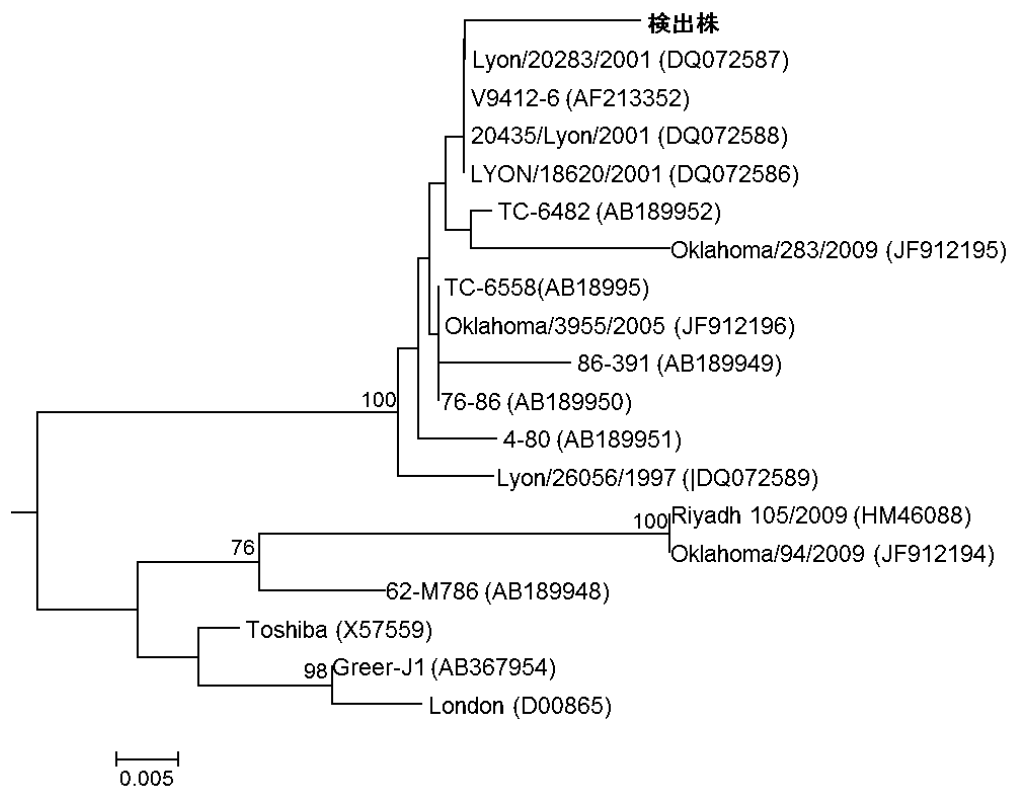 検出株
Lyon/20283/2001 (DQ072587)
V9412-6 (AF213352)
20435/Lyon/2001 (DQ072588)
LYON/18620/2001 (DQ072586)
TC-6482 (AB189952)
Oklahoma/283/2009 (JF912195)
TC-6558(AB18995)
Oklahoma/3955/2005 (JF912196)
86-391 (AB189949)
100
76-86 (AB189950)
4-80 (AB189951)
Lyon/26056/1997 (|DQ072589)
100
Riyadh 105/2009 (HM46088)
Oklahoma/94/2009 (JF912194)
76
62-M786 (AB189948)
Toshiba (X57559)
98
Greer-J1 (AB367954)
London (D00865)
0.005